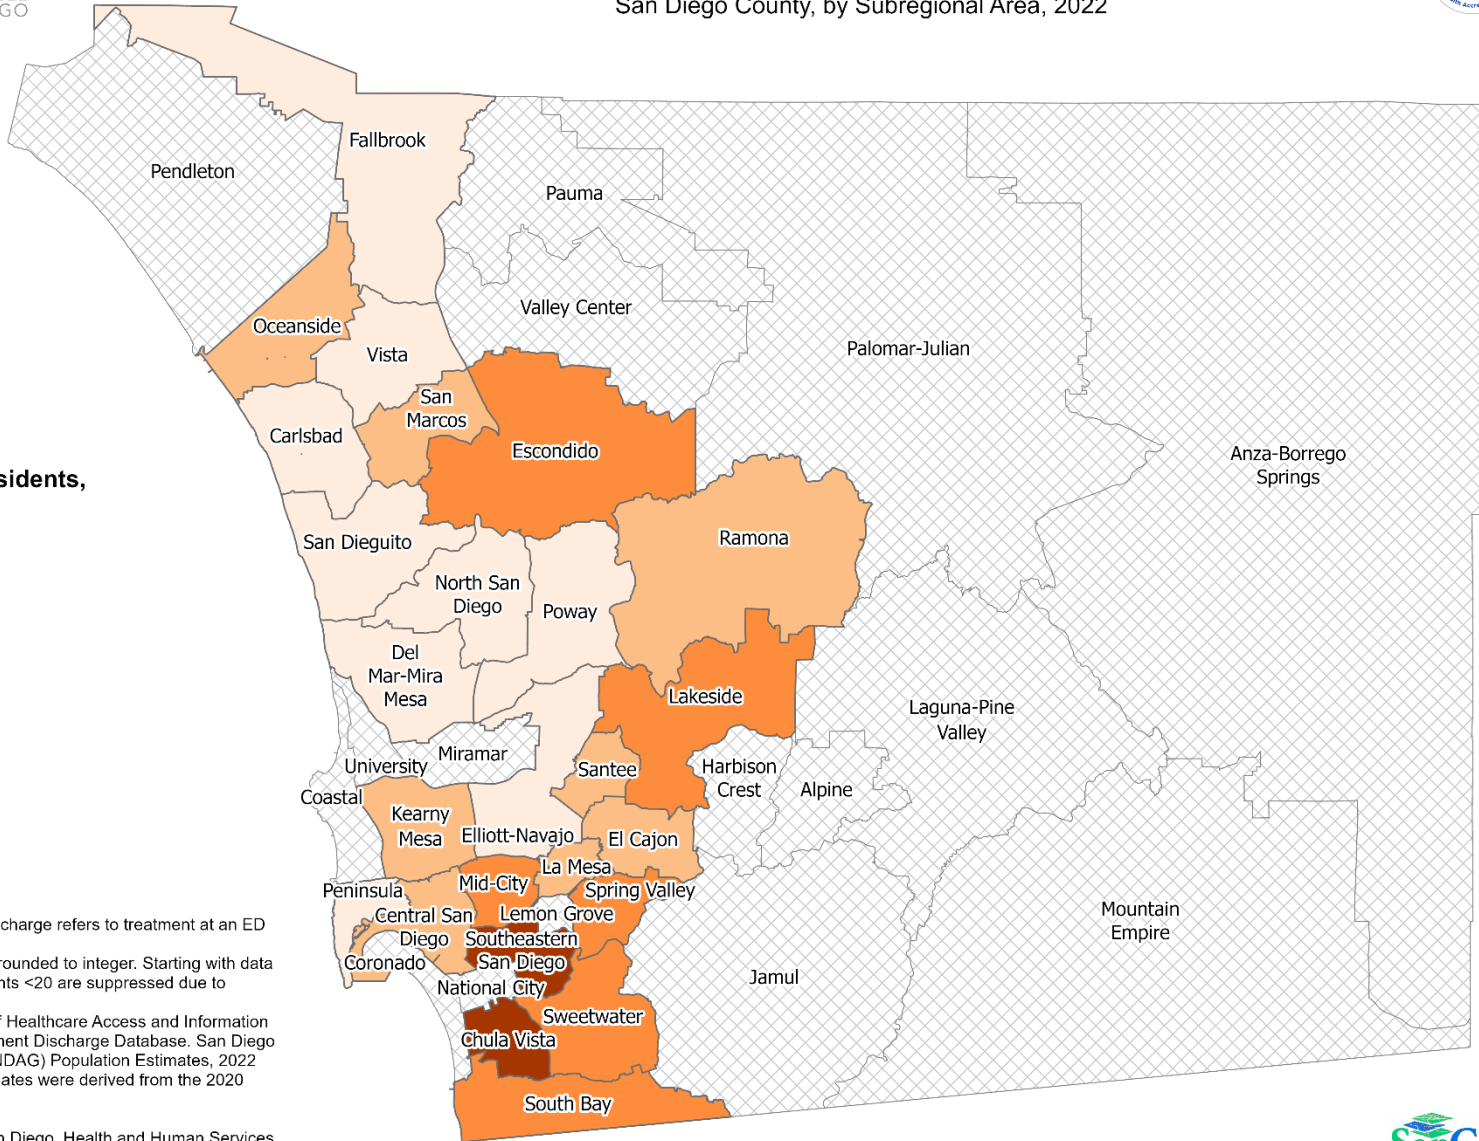 GO
San Diego County, by Subregional Area, 2022
Fallbrook
Pendleton
Pauma
Valley Center
Oceanside
Vista
Palomar-Julian
San
Marcos
Carlsbad
Escondido
Anza-Borrego
Springs
sidents,
San Dieguito
Ramona
North San
Diego
Poway
Del
Mar-Mira
Mesa
Lakeside
Laguna-Pine
Valley
Miramar
University
Santee
Harbison
Crest
Alpine
Coastal
Kearny
Mesa
Elliott-Navajo
El Cajon
La Mesa
Mid-City
Spring Valley
Peninsula
Lemon Grove
Central San
Diego
Southeastern
San Diego
Coronado
National City
Mountain
Empire
Jamul
Sweetwater
Chula Vista
South Bay
charge refers to treatment at an ED
rounded to integer. Starting with data
nts <20 are suppressed due to
f Healthcare Access and Information
nent Discharge Database. San Diego
NDAG) Population Estimates, 2022
ates were derived from the 2020
n Diego, Health and Human Services